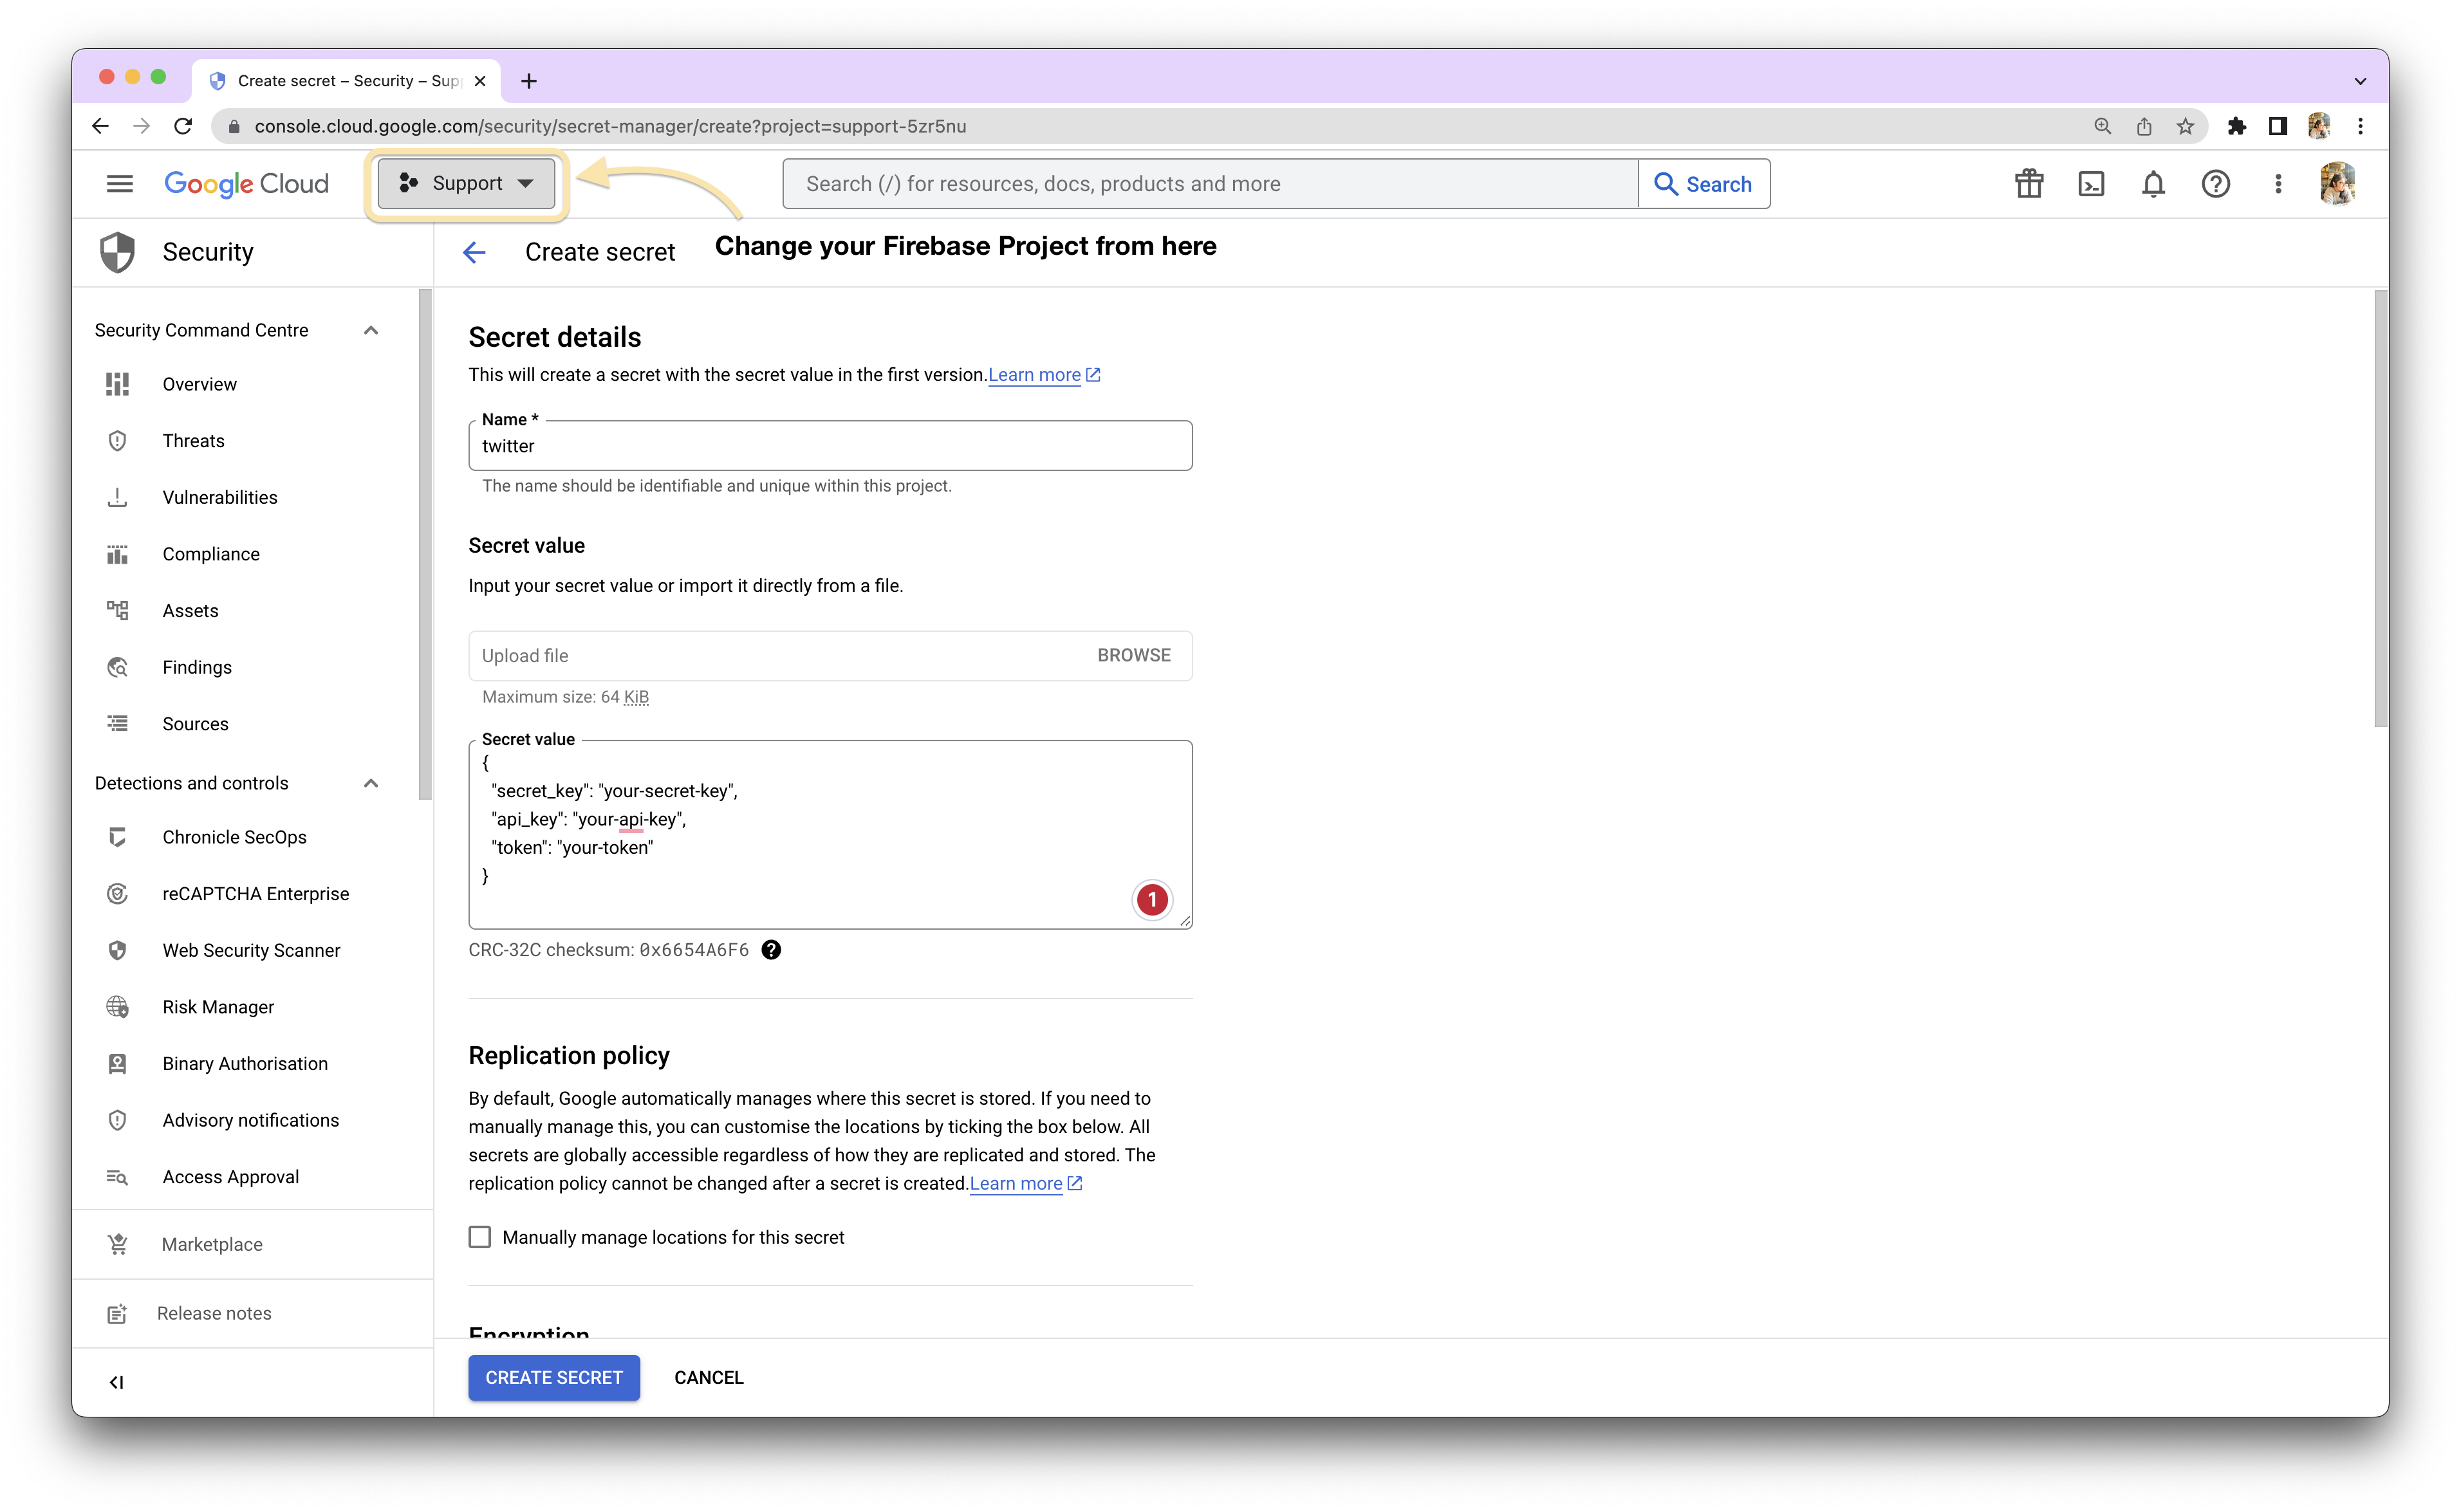 Create secret – Security – Sup
console.cloud.google.com/security/secret-manager/create?project=support-5zr5nu
Google Cloud
Support
Search (/) for resources, docs, products and more
Search
Security
Create secret
Change your Firebase Project from here
Security Command Centre
Overview
Threats
Vulnerabilities
Compliance
Assets
Findings
Sources
Detections and controls
Chronicle SecOps
reCAPTCHA Enterprise
Web Security Scanner
Risk Manager
Binary Authorisation
Advisory notifications
Access Approval
Marketplace
Release notes
Secret details
This will create a secret with the secret value in the first version.Learn more
Name *
twitter
The name should be identifiable and unique within this project.
Secret value
Input your secret value or import it directly from a file.
Upload file BROWSE
Maximum size: 64 KiB
Secret value
{
"secret_key": "your-secret-key",
"api_key": "your-api-key",
"token": "your-token"
}
1
CRC-32C checksum: 0x6654A6F6
Replication policy
By default, Google automatically manages where this secret is stored. If you need to
manually manage this, you can customise the locations by ticking the box below. All
secrets are globally accessible regardless of how they are replicated and stored. The
replication policy cannot be changed after a secret is created.Learn more
Manually manage locations for this secret
Encryption
CREATE SECRET CANCEL